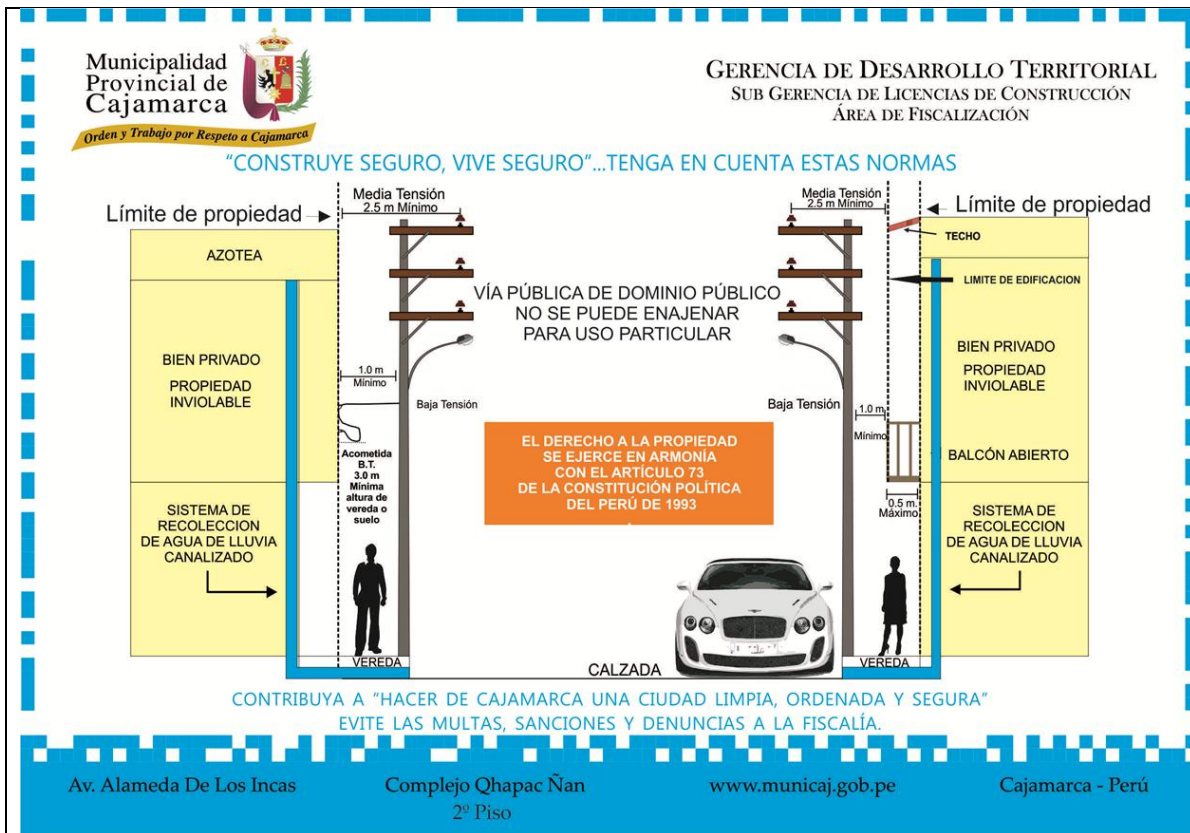 Municipalidad
Provincial de
Cajamarca
Orden y Trabajo por Respeto a Cajamarca
GERENCIA DE DESARROLLO TERRITORIAL
SUB GERENCIA DE LICENCIAS DE CONSTRUCCIÓN
ÁREA DE FISCALIZACIÓN
"CONSTRUYE SEGURO, VIVE SEGURO"...TENGA EN CUENTA ESTAS NORMAS
Límite de propiedad
Media Tensión
2.5 m Mínimo
AZOTEA
BIEN PRIVADO
PROPIEDAD
INVIOLABLE
1.0 m
Mínimo
Baja Tensión
Acometida
B.T.
3.0 m
Mínima
altura de
vereda o
suelo
SISTEMA DE
RECOLECCION
DE AGUA DE LLUVIA
CANALIZADO
VEREDA
VÍA PÚBLICA DE DOMINIO PÚBLICO
NO SE PUEDE ENAJENAR
PARA USO PARTICULAR
EL DERECHO A LA PROPIEDAD
SE EJERCE EN ARMONÍA
CON EL ARTÍCULO 73
DE LA CONSTITUCIÓN POLÍTICA
DEL PERÚ DE 1993
CALZADA
Media Tensión
2.5 m Mínimo
Límite de propiedad
TECHO
LIMITE DE EDIFICACION
BIEN PRIVADO
PROPIEDAD
INVIOLABLE
Baja Tensión
1.0 m
Mínimo
BALCÓN ABIERTO
0.5 m.
Máximo
SISTEMA DE
RECOLECCION
DE AGUA DE LLUVIA
CANALIZADO
VEREDA
CONTRIBUYA A "HACER DE CAJAMARCA UNA CIUDAD LIMPIA, ORDENADA Y SEGURA"
EVITE LAS MULTAS, SANCIONES Y DENUNCIAS A LA FISCALÍA.
Av. Alameda De Los Incas
Complejo Qhapac Ñan
2º Piso
www.municaj.gob.pe
Cajamarca - Perú